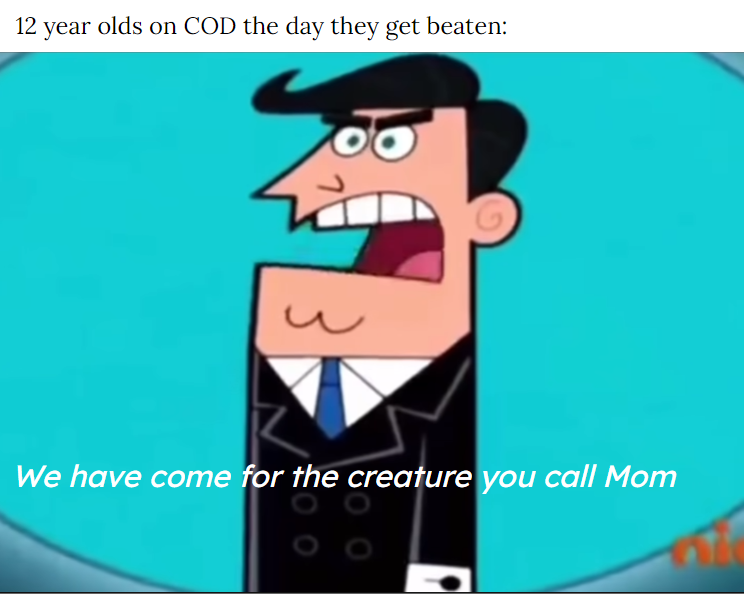 12 year olds on COD the day they get beaten:
We have come for the creature you call Mom
nic